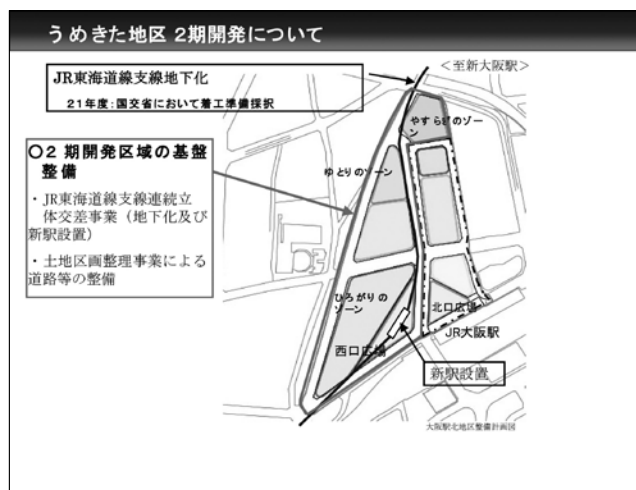 うめきた地区 2期開発について
＜至新大阪駅＞
JR東海道線支線地下化
21年度：国交省において着工準備採択
やすらぎのゾー
ン
〇2 期開発区域の基盤
整備
・JR東海道線支線連続立
体交差事業（地下化及び
新駅設置）
・土地区画整理事業による
道路等の整備
ゆとりのゾーン
ひろがりの
ゾーン
北口広場
JR大阪駅
西口広場
新駅設置
大阪駅北地区整備計画図